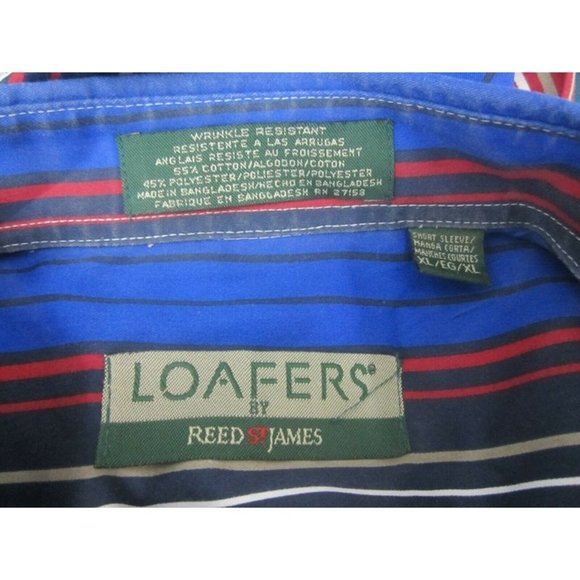 WRINKLE RESISTANT
RESISTENTE A LAS ARRUGAS
ANGLAIS RESISTE AU FROISSEMENT
55% COTTON/ALGODON/COTON
45% POLYESTER/POLIESTER/POLYESTER
MADE IN BANGLADESH/HECHO EN BANGLADESH
FABRIQUE EN BANGLADESH RN 27153
SHORT SLEEVE/
MANGA CORTA/
MANCHES COURTES
XL/EG/XL
LOAFERS®
BY
REED ST JAMES